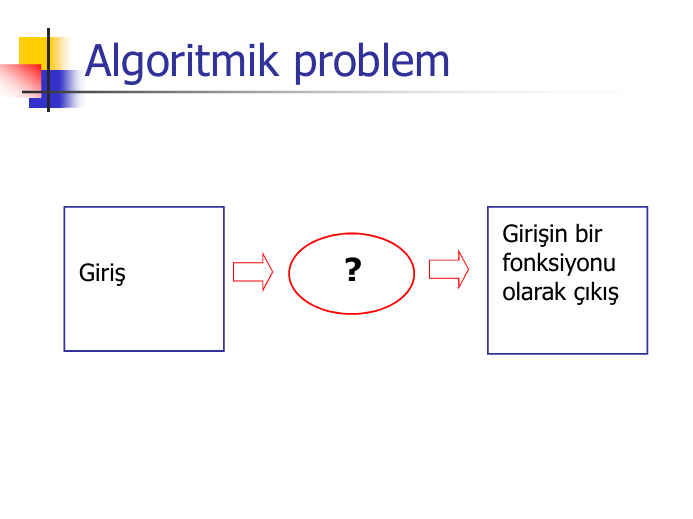 Algoritmik problem
Giriş
?
Girişin bir
fonksiyonu
olarak çıkış